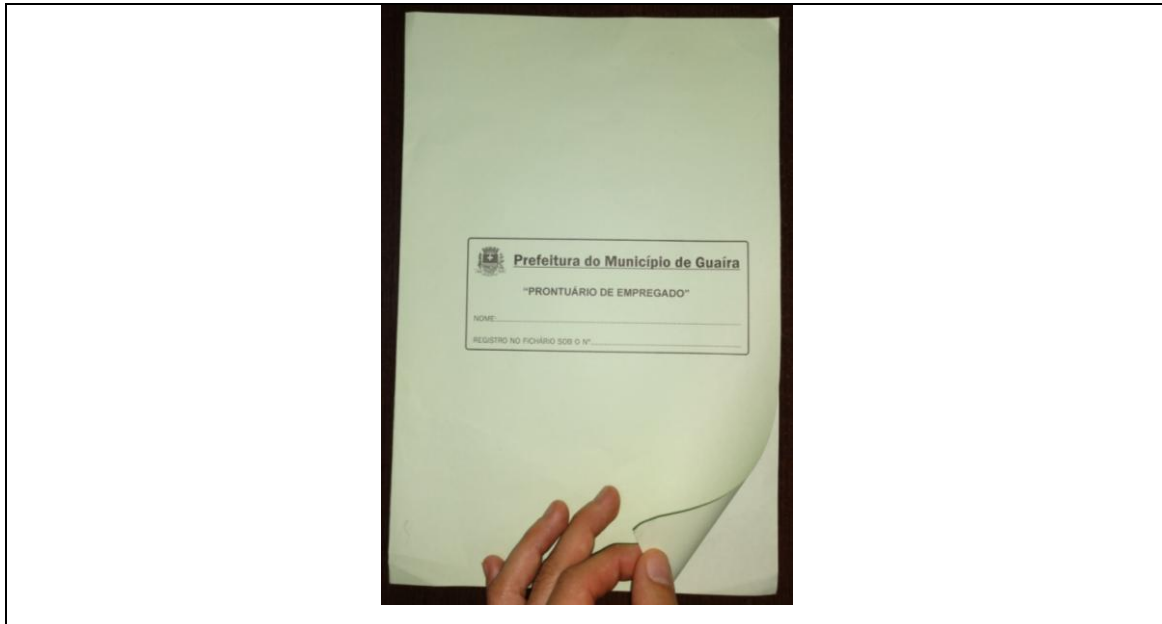 Prefeitura do Município de Guaíra
“PRONTUÁRIO DE EMPREGADO”
NOME:
REGISTRO NO FICHÁRIO SOB O Nº